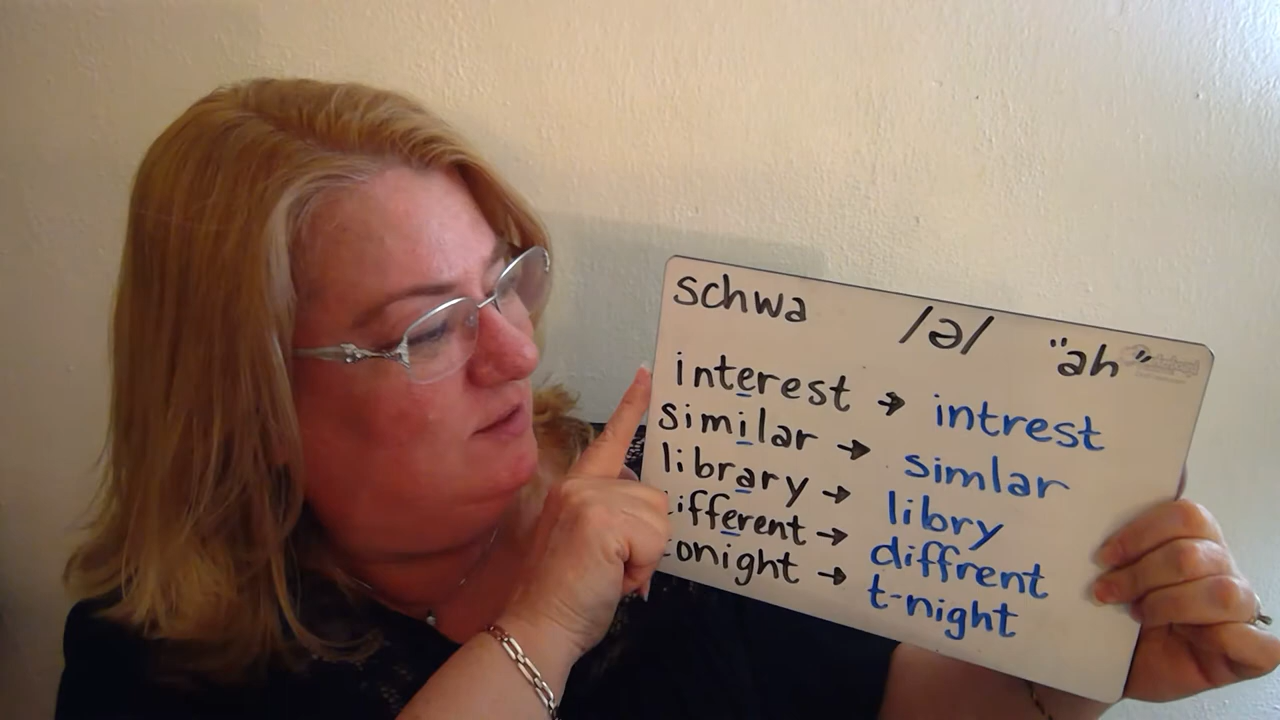 schwa /ə/ "ah"
interest → intrest
similar → simlar
library → libry
ifferent → diffrent
onight → t-night